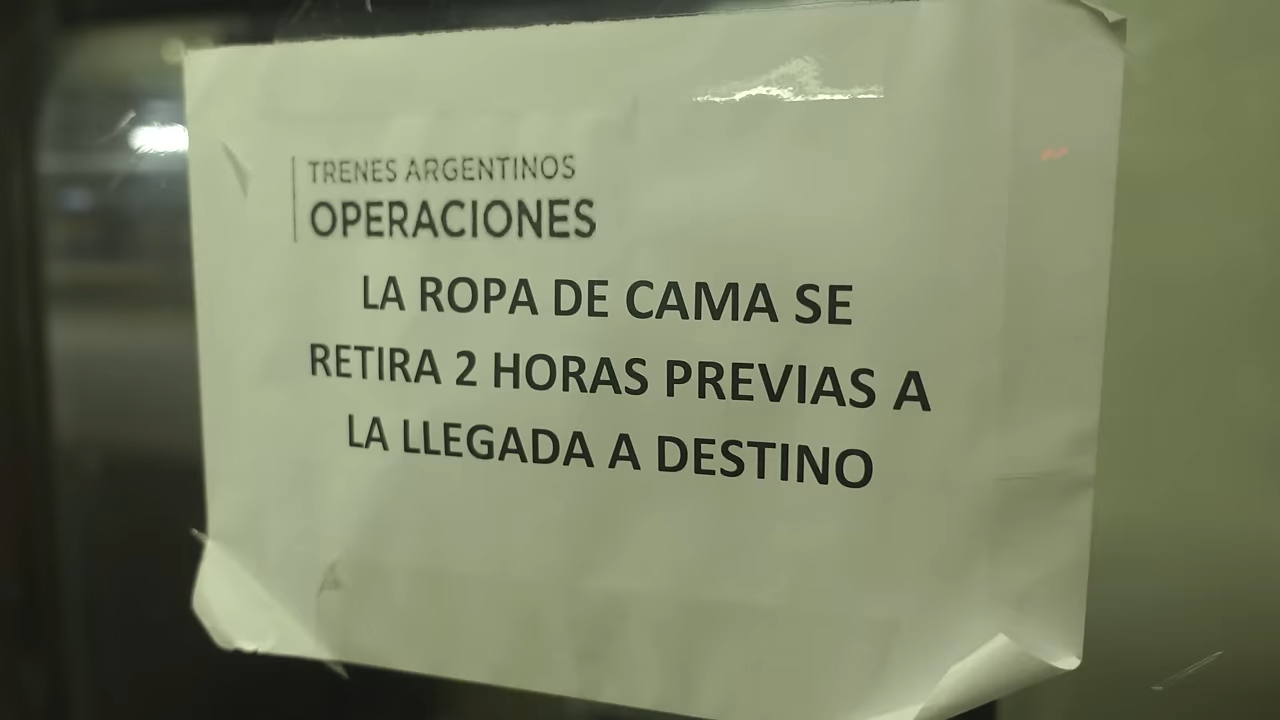 TRENES ARGENTINOS
OPERACIONES
LA ROPA DE CAMA SE
RETIRA 2 HORAS PREVIAS A
LA LLEGADA A DESTINO